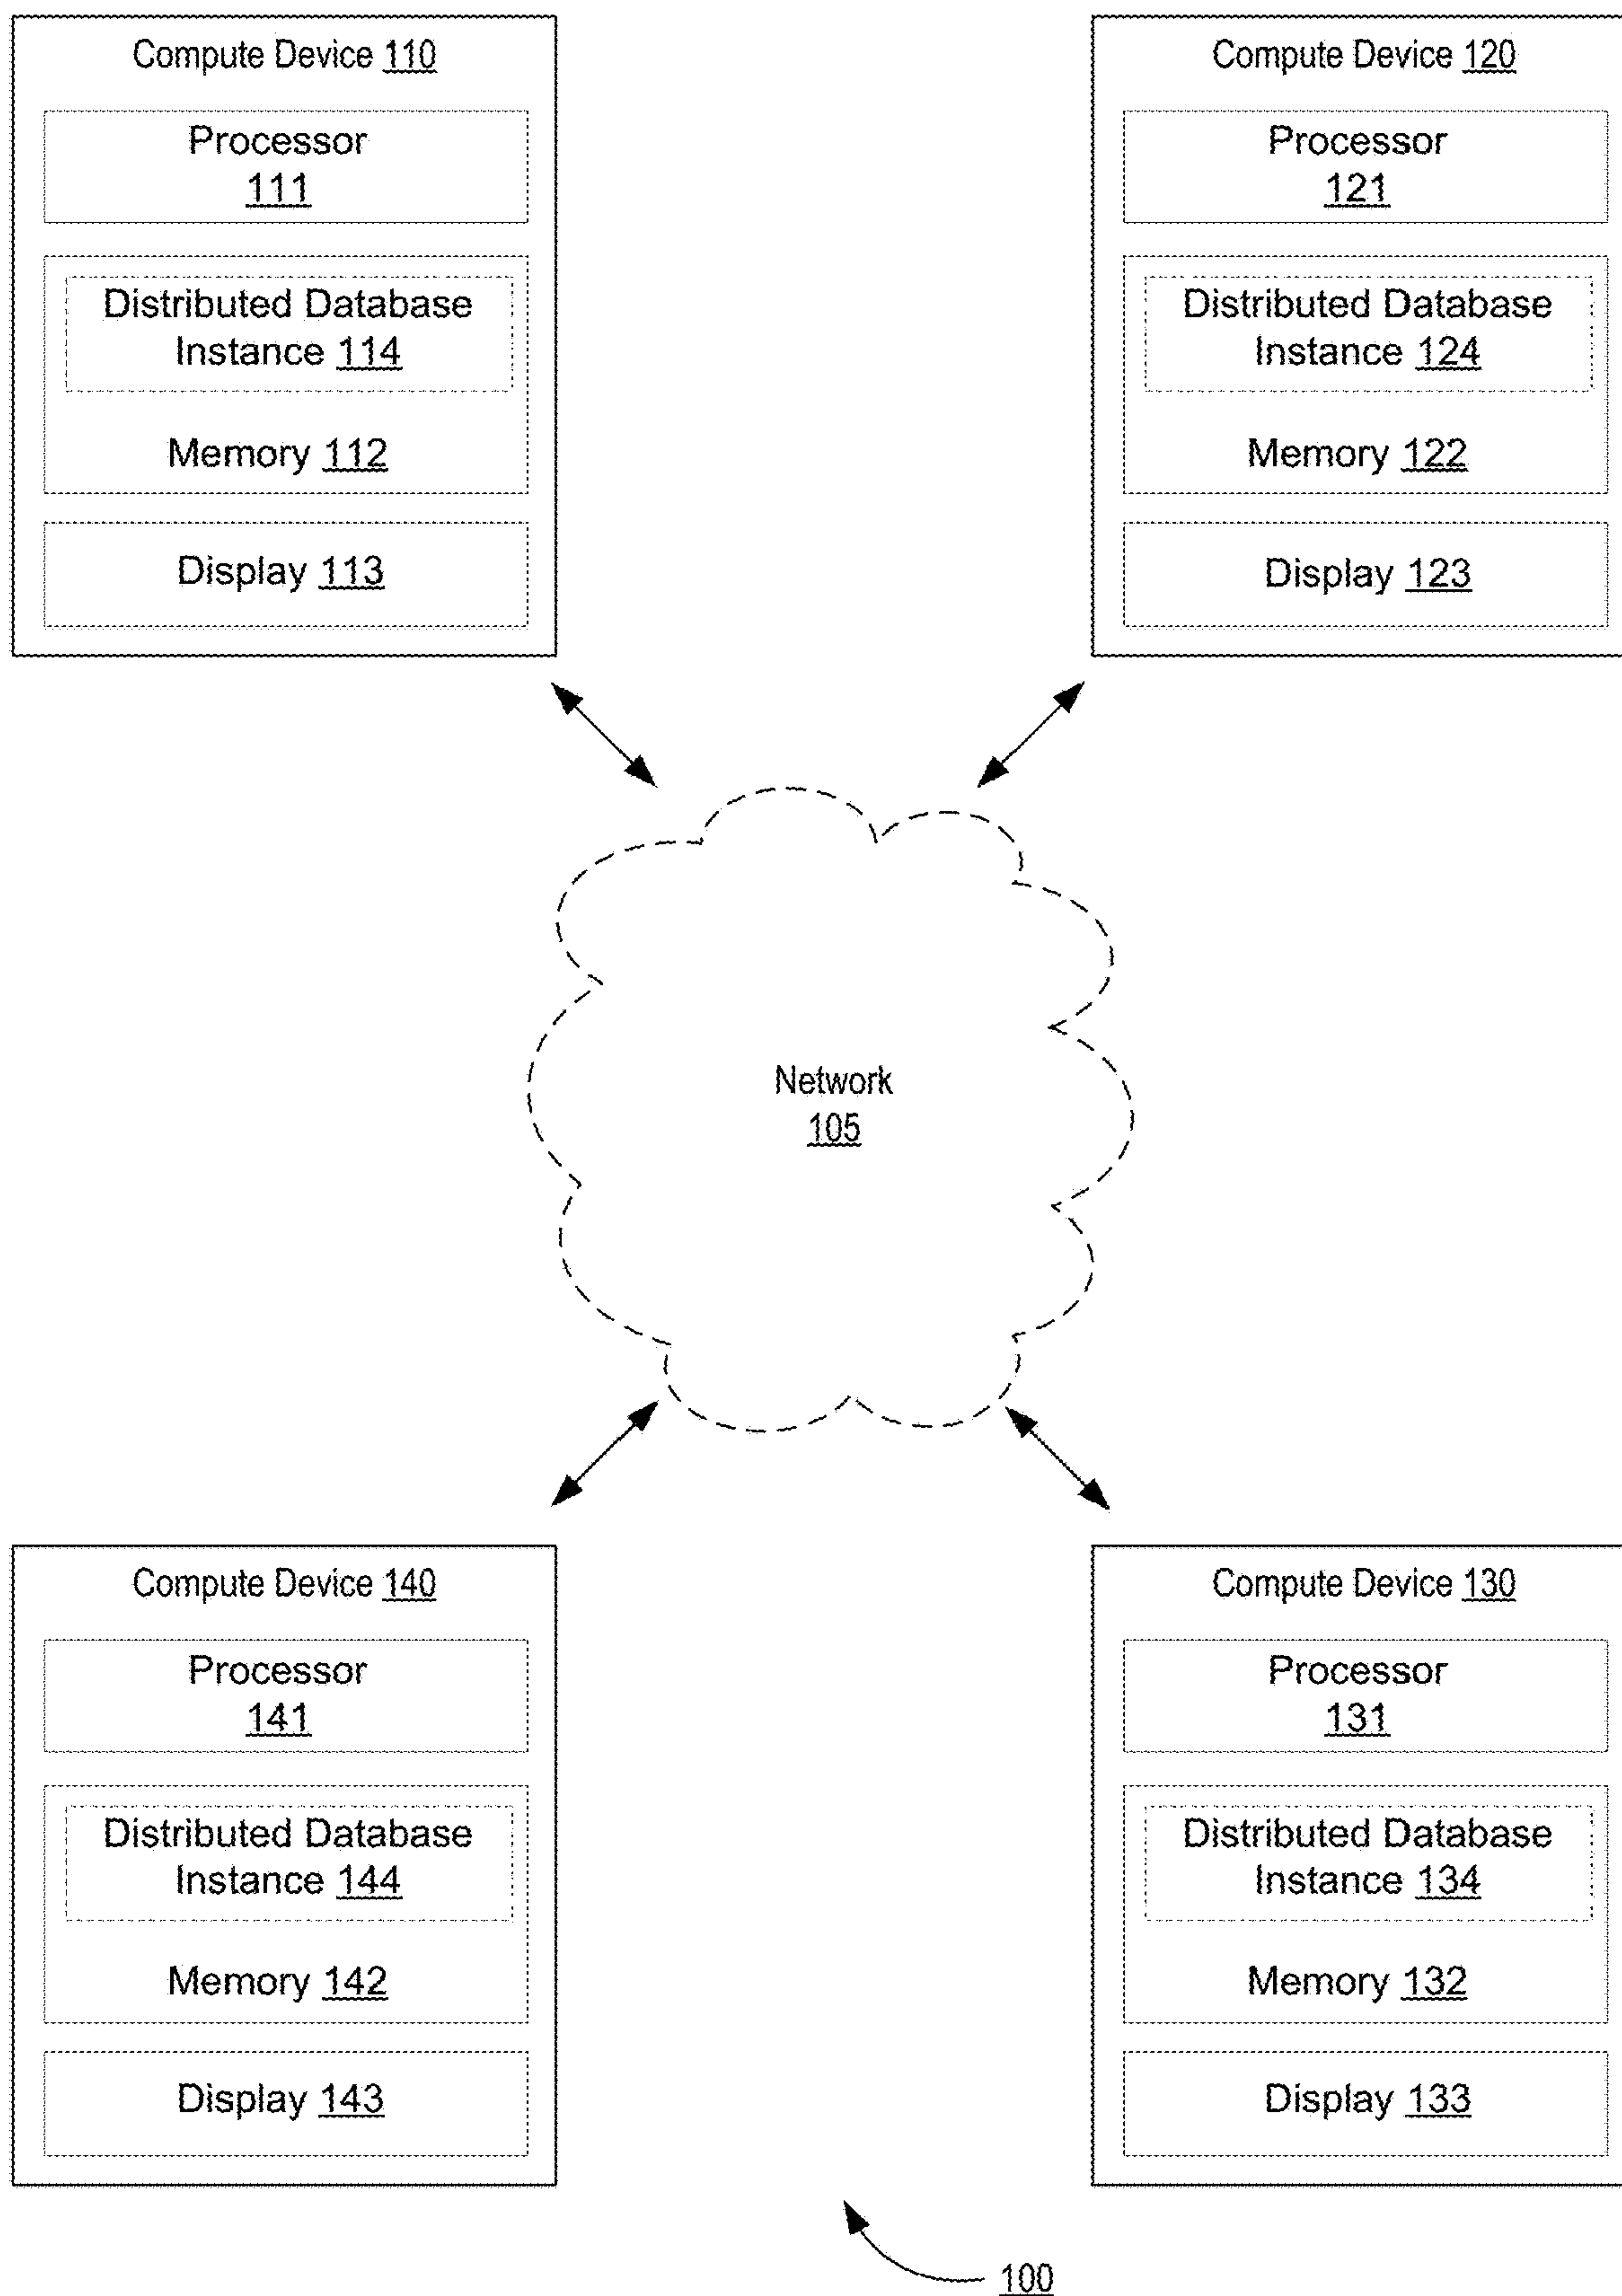 Compute Device 110
Processor
111
Distributed Database
Instance 114
Memory 112
Display 113
Compute Device 120
Processor
121
Distributed Database
Instance 124
Memory 122
Display 123
Network
105
Compute Device 140
Processor
141
Distributed Database
Instance 144
Memory 142
Display 143
Compute Device 130
Processor
131
Distributed Database
Instance 134
Memory 132
Display 133
100